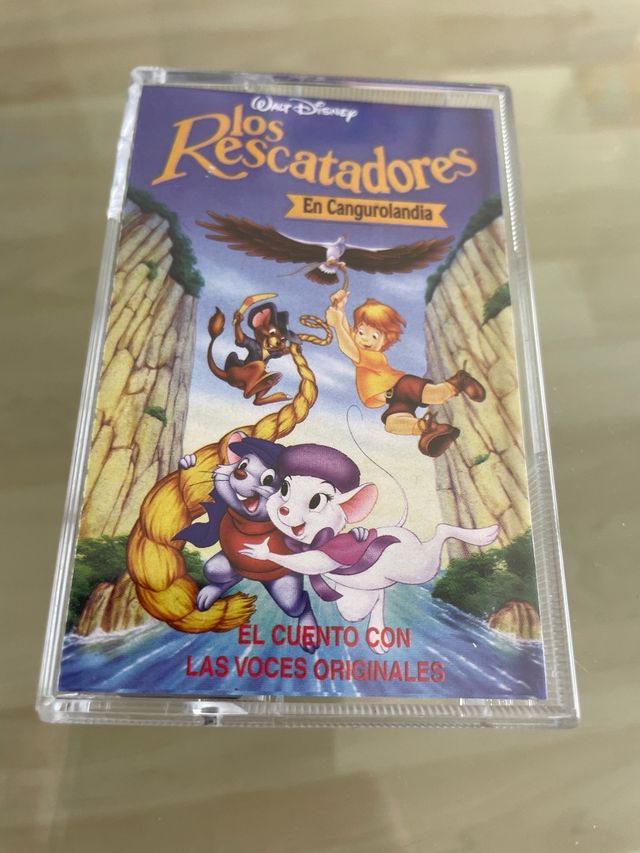 WALT DISNEY
los
Rescatadores
En Cangurolandia
EL CUENTO CON
LAS VOCES ORIGINALES